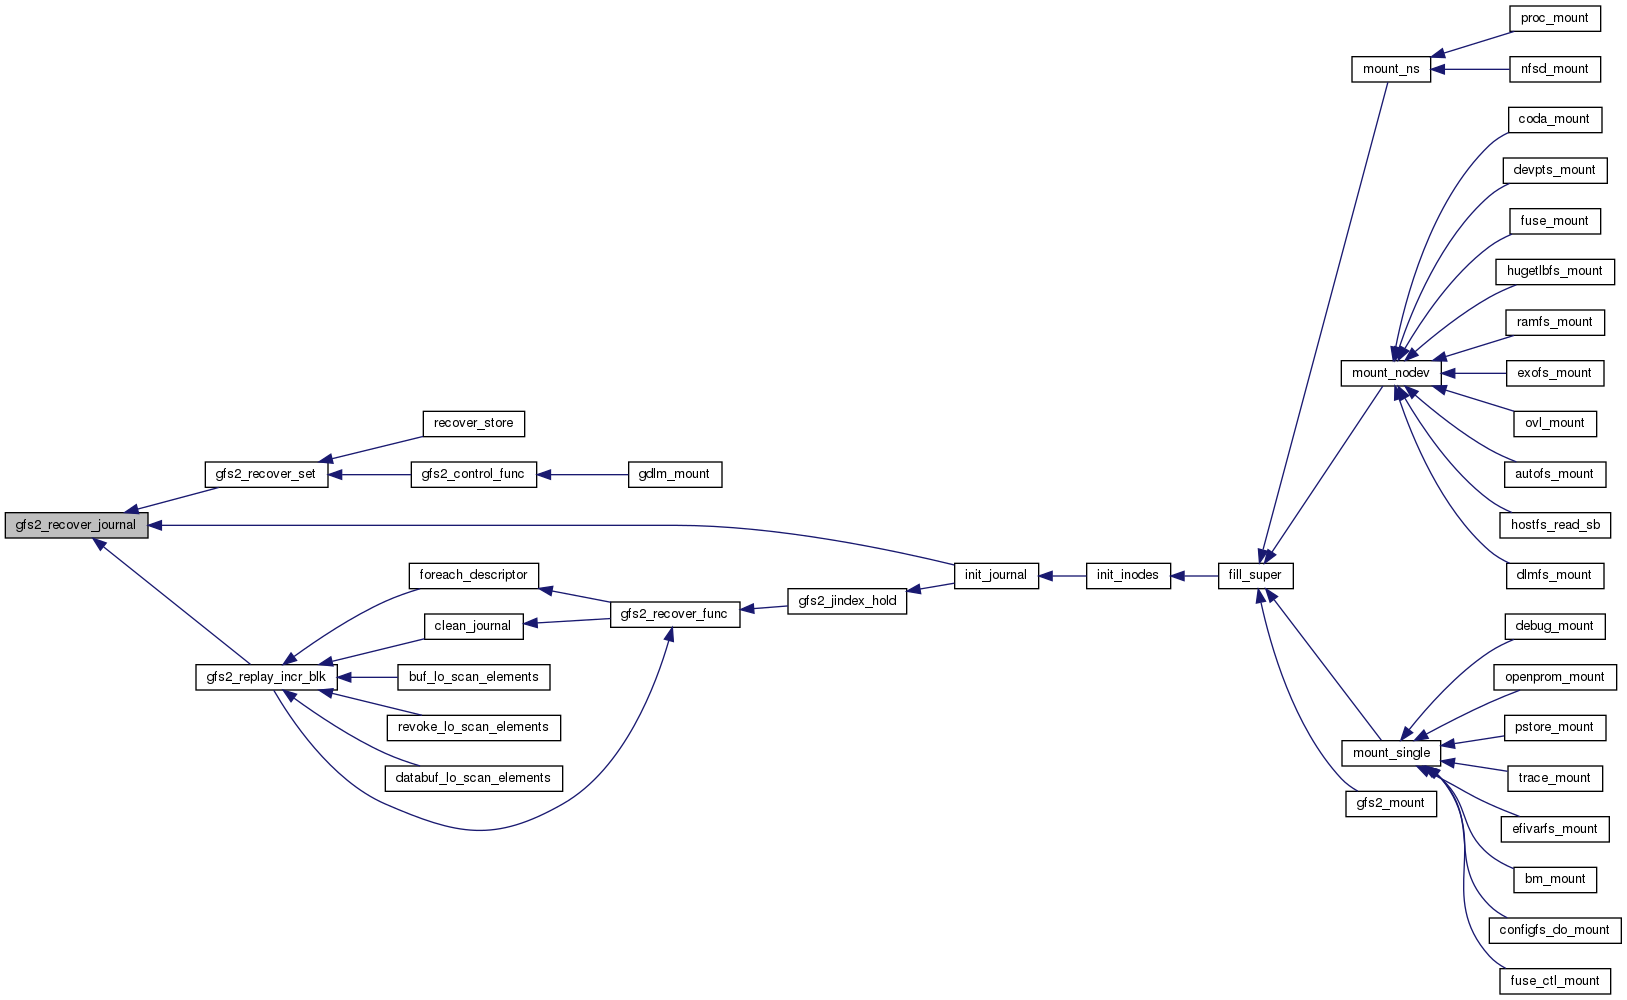 proc_mount
mount_ns
nfsd_mount
coda_mount
devpts_mount
fuse_mount
hugetlbfs_mount
ramfs_mount
mount_nodev
exofs_mount
ovl_mount
recover_store
gfs2_recover_set
gfs2_control_func
gdlm_mount
autofs_mount
gfs2_recover_journal
hostfs_read_sb
foreach_descriptor
init_journal
init_inodes
fill_super
dlmfs_mount
gfs2_jindex_hold
gfs2_recover_func
clean_journal
debug_mount
gfs2_replay_incr_blk
buf_lo_scan_elements
openprom_mount
revoke_lo_scan_elements
pstore_mount
mount_single
databuf_lo_scan_elements
trace_mount
gfs2_mount
efivarfs_mount
bm_mount
configfs_do_mount
fuse_ctl_mount